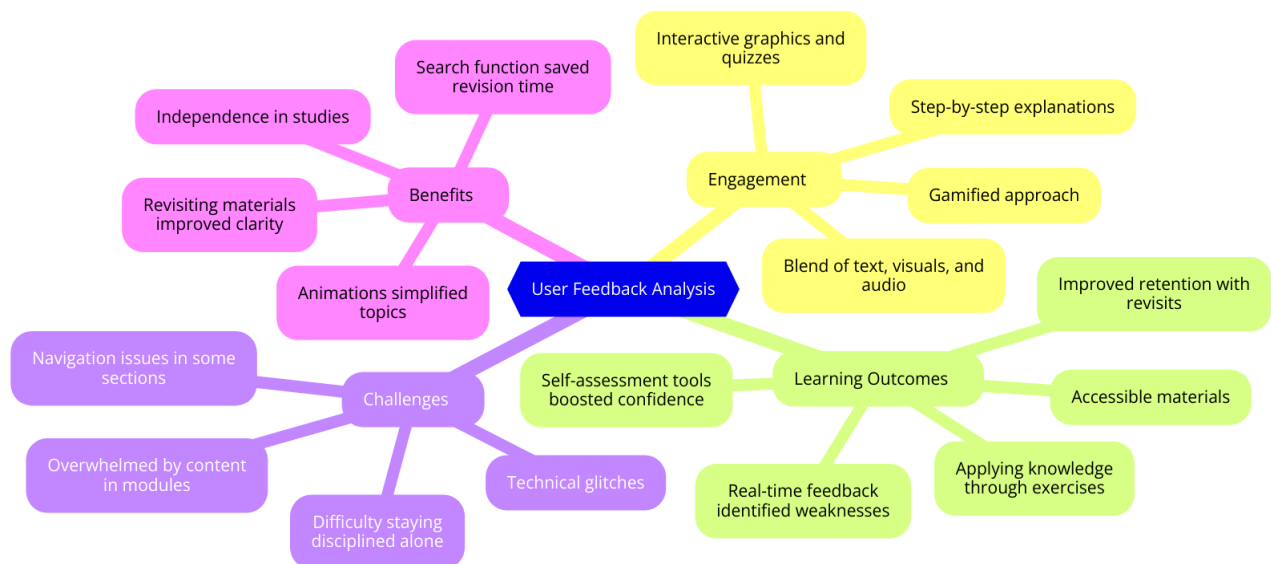 User Feedback Analysis
Engagement
Interactive graphics and
quizzes
Step-by-step explanations
Gamified approach
Blend of text, visuals, and
audio
Learning Outcomes
Improved retention with
revisits
Accessible materials
Applying knowledge
through exercises
Real-time feedback
identified weaknesses
Self-assessment tools
boosted confidence
Challenges
Technical glitches
Difficulty staying
disciplined alone
Overwhelmed by content
in modules
Navigation issues in some
sections
Benefits
Animations simplified
topics
Revisiting materials
improved clarity
Independence in studies
Search function saved
revision time